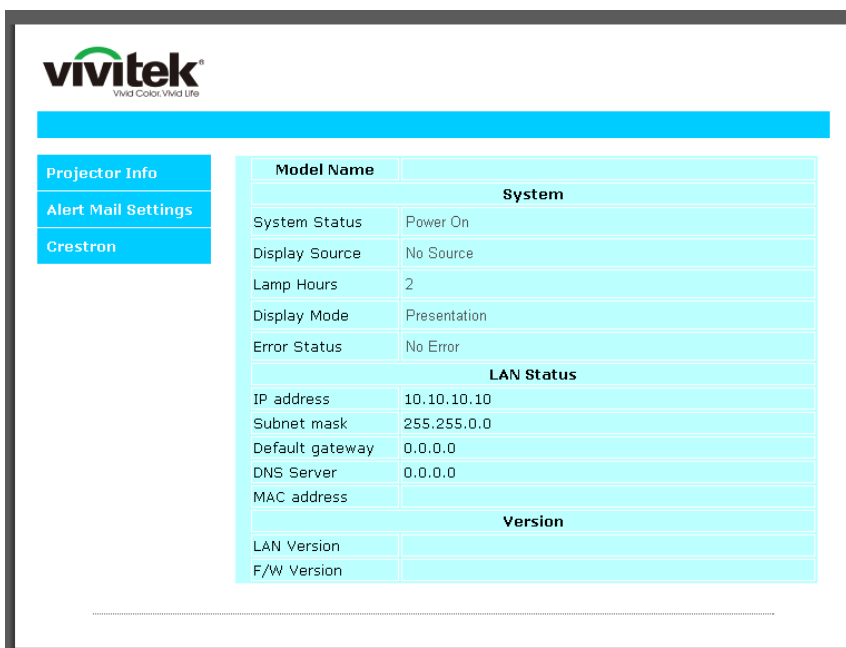 vivitek®
Vivid Color. Vivid Life
Projector Info
Alert Mail Settings
Crestron
Model Name
System
System Status Power On
Display Source No Source
Lamp Hours 2
Display Mode Presentation
Error Status No Error
LAN Status
IP address 10.10.10.10
Subnet mask 255.255.0.0
Default gateway 0.0.0.0
DNS Server 0.0.0.0
MAC address
Version
LAN Version
F/W Version